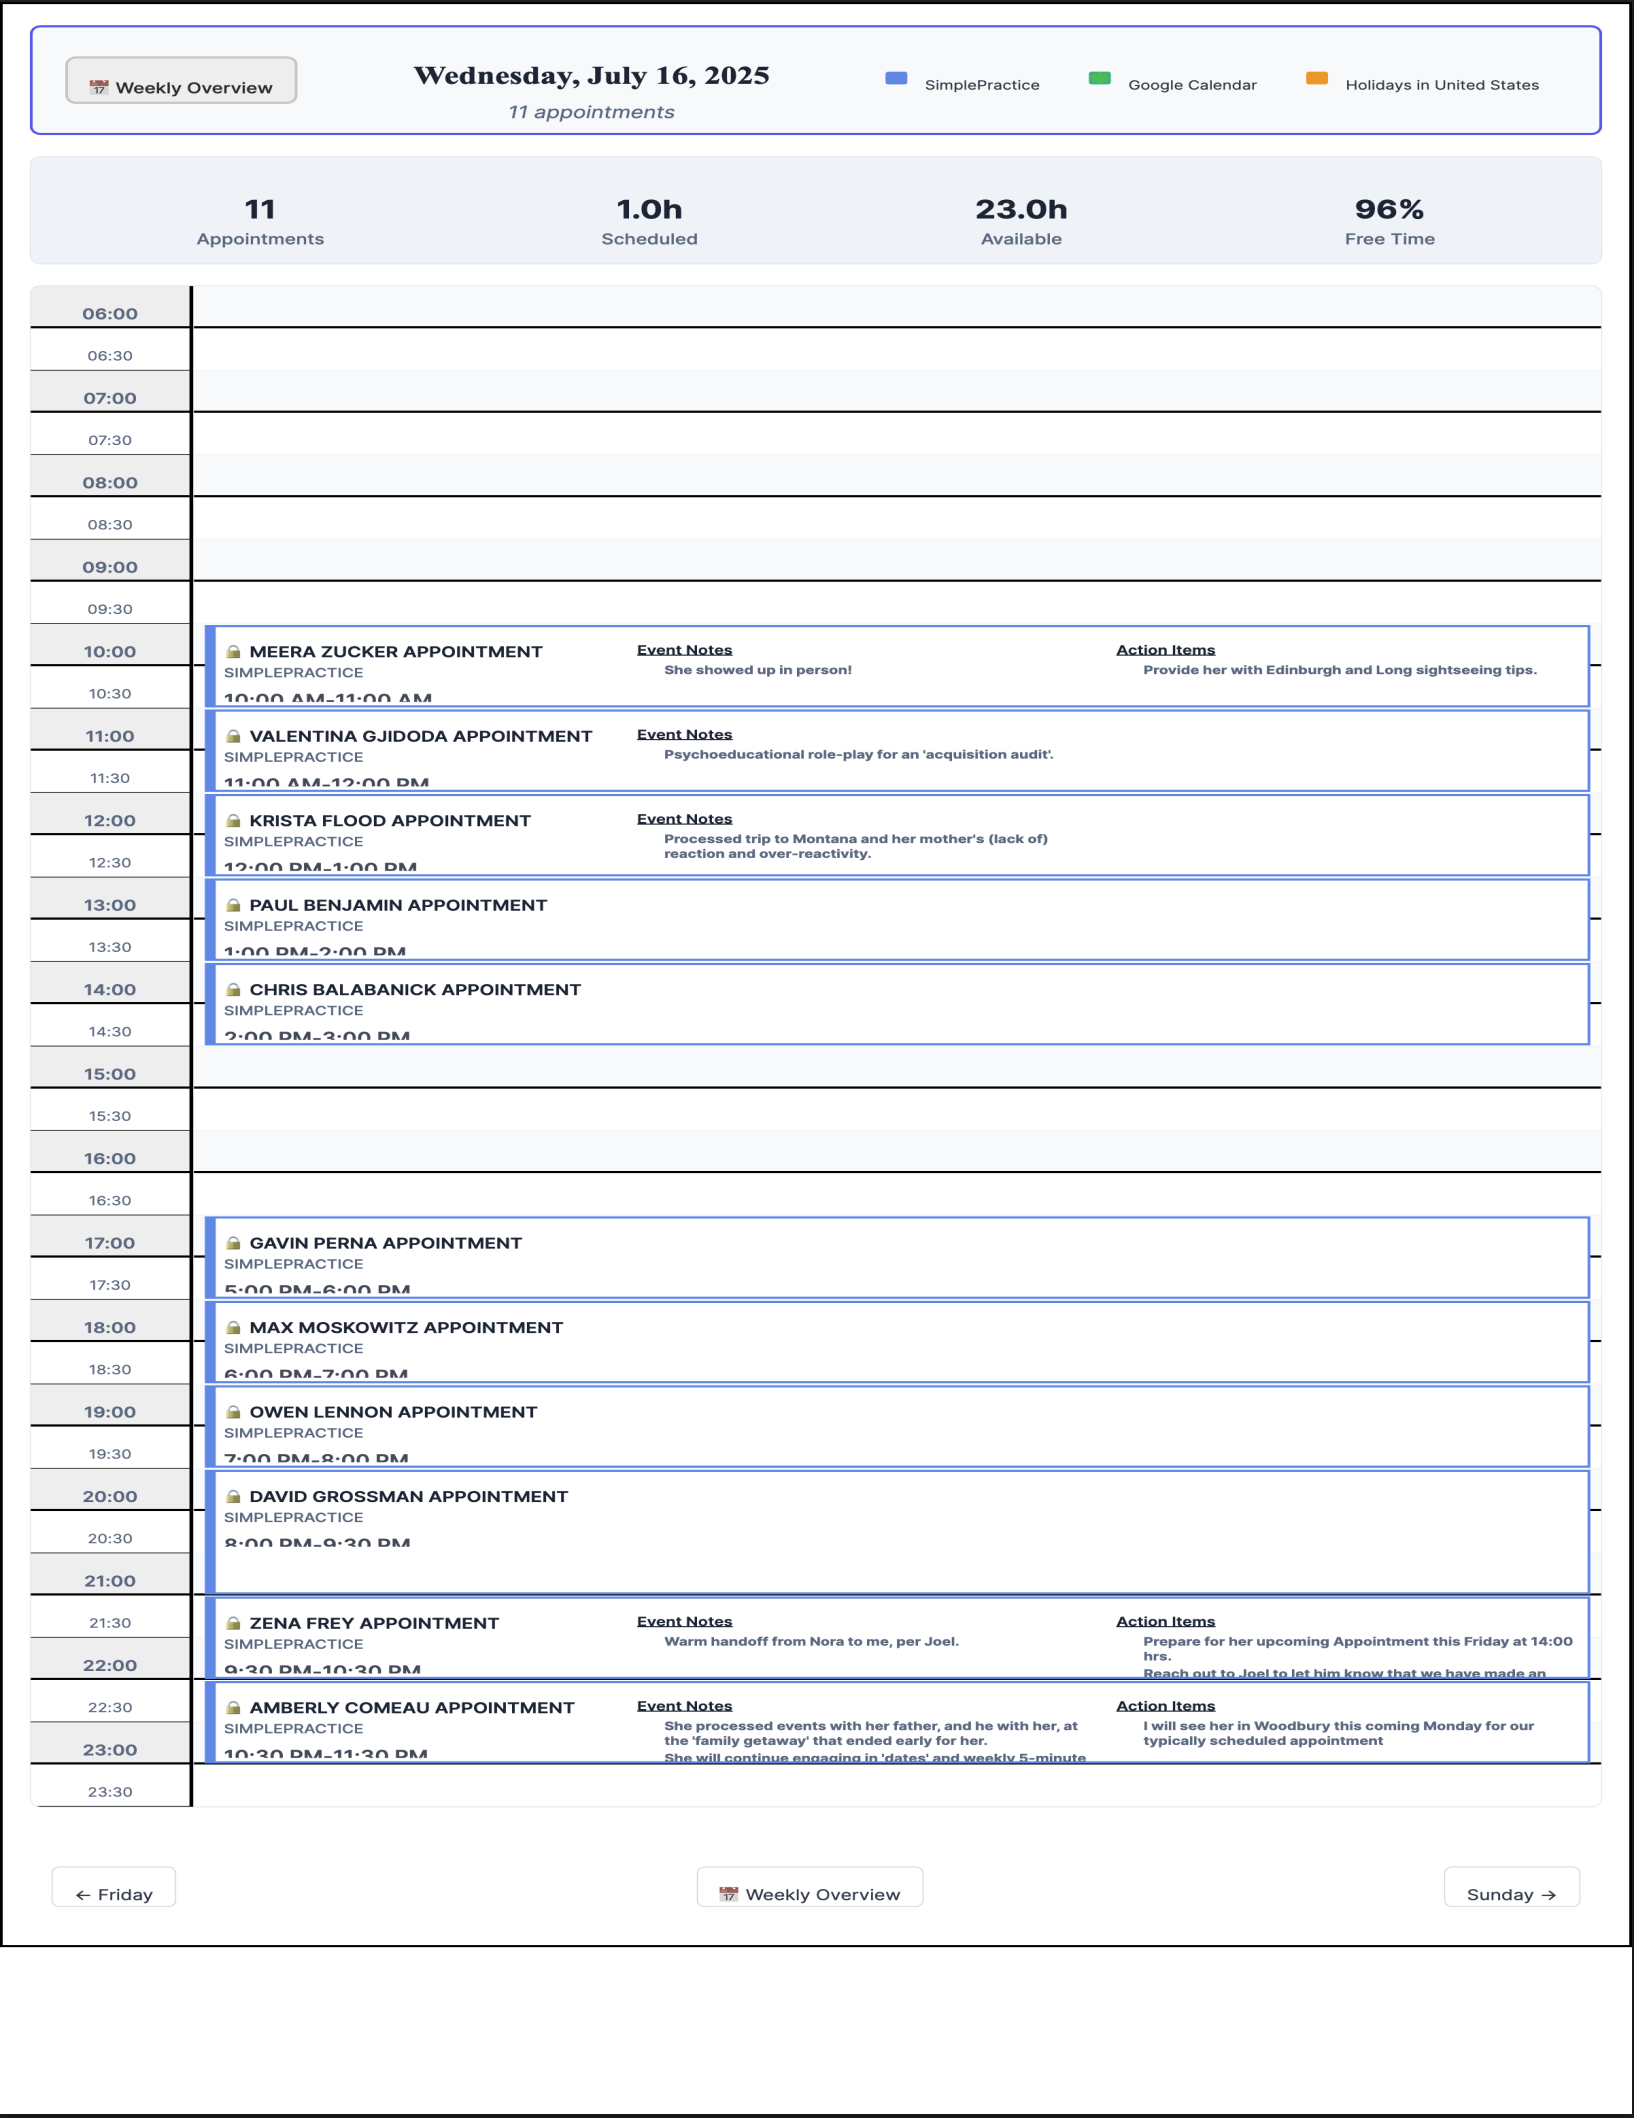 Weekly Overview
Wednesday, July 16, 2025
11 appointments
SimplePractice
Google Calendar
Holidays in United States
11
Appointments
1.0h
Scheduled
23.0h
Available
96%
Free Time
06:00
06:30
07:00
07:30
08:00
08:30
09:00
09:30
10:00
10:30
MEERA ZUCKER APPOINTMENT
SIMPLEPRACTICE
10:00 AM-11:00 AM
Event Notes
She showed up in person!
Action Items
Provide her with Edinburgh and Long sightseeing tips.
11:00
11:30
VALENTINA GJIDODA APPOINTMENT
SIMPLEPRACTICE
11:00 AM-12:00 PM
Event Notes
Psychoeducational role-play for an 'acquisition audit'.
12:00
12:30
KRISTA FLOOD APPOINTMENT
SIMPLEPRACTICE
12:00 PM-1:00 PM
Event Notes
Processed trip to Montana and her mother's (lack of)
reaction and over-reactivity.
13:00
13:30
PAUL BENJAMIN APPOINTMENT
SIMPLEPRACTICE
1:00 PM-2:00 PM
14:00
14:30
CHRIS BALABANICK APPOINTMENT
SIMPLEPRACTICE
2:00 PM-3:00 PM
15:00
15:30
16:00
16:30
17:00
17:30
GAVIN PERNA APPOINTMENT
SIMPLEPRACTICE
5:00 PM-6:00 PM
18:00
18:30
MAX MOSKOWITZ APPOINTMENT
SIMPLEPRACTICE
6:00 PM-7:00 PM
19:00
19:30
OWEN LENNON APPOINTMENT
SIMPLEPRACTICE
7:00 PM-8:00 PM
20:00
20:30
21:00
DAVID GROSSMAN APPOINTMENT
SIMPLEPRACTICE
8:00 PM-9:30 PM
21:30
22:00
ZENA FREY APPOINTMENT
SIMPLEPRACTICE
9:30 PM-10:30 PM
Event Notes
Warm handoff from Nora to me, per Joel.
Action Items
Prepare for her upcoming Appointment this Friday at 14:00
hrs.
Reach out to Joel to let him know that we have made an
22:30
23:00
AMBERLY COMEAU APPOINTMENT
SIMPLEPRACTICE
10:30 PM-11:30 PM
Event Notes
She processed events with her father, and he with her, at
the 'family getaway' that ended early for her.
She will continue engaging in 'dates' and weekly 5-minute
Action Items
I will see her in Woodbury this coming Monday for our
typically scheduled appointment
23:30
← Friday
Weekly Overview
Sunday →